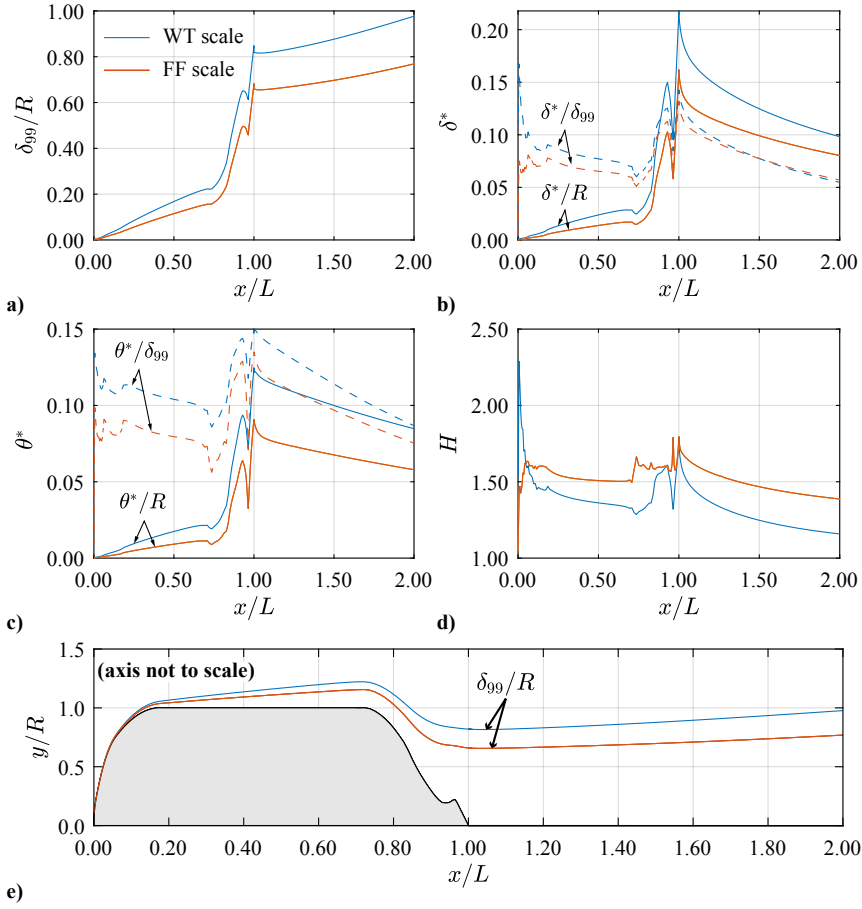 1.00
0.80
0.60
0.40
0.20
0.00
δ99/R
WT scale
FF scale
0.00 0.50 1.00 1.50 2.00
x/L
a)
0.20
0.15
0.10
0.05
0.00
δ*
δ*/δ99
δ*/R
0.00 0.50 1.00 1.50 2.00
x/L
b)
0.15
0.10
0.05
0.00
θ*
θ*/δ99
θ*/R
0.00 0.50 1.00 1.50 2.00
x/L
c)
2.50
2.00
1.50
1.00
H
0.00 0.50 1.00 1.50 2.00
x/L
d)
1.5
1.0
0.5
0.0
y/R
(axis not to scale)
δ99/R
0.00 0.20 0.40 0.60 0.80 1.00 1.20 1.40 1.60 1.80 2.00
x/L
e)